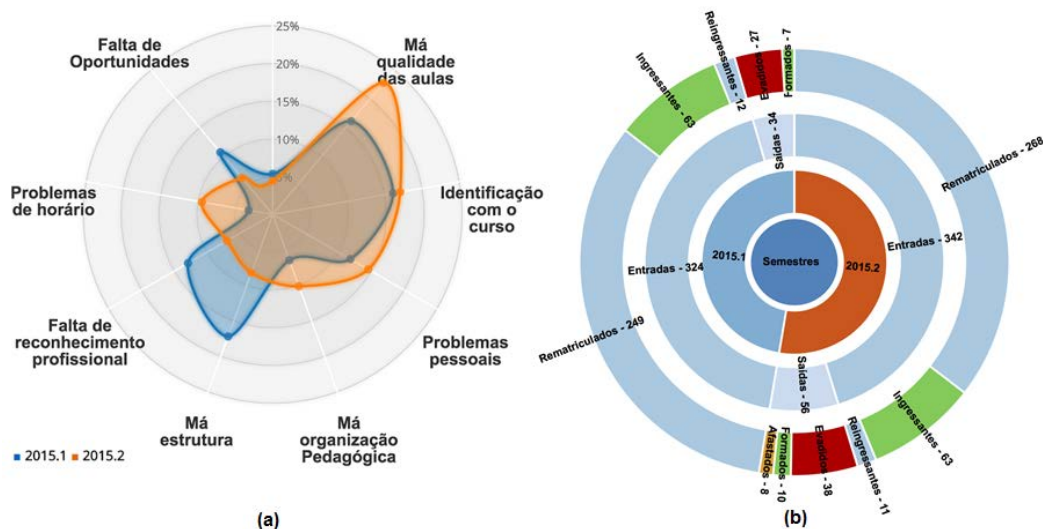 25%
20%
15%
10%
5%
Falta de
Oportunidades
Má
qualidade
das aulas
Problemas
de horário
Identificação
com o
curso
Falta de
reconhecimento
profissional
Problemas
pessoais
Má
estrutura
Má
organização
Pedagógica
2015.1 2015.2
(a)
Reingressantes - 12
Evadidos - 27
Formados - 7
Ingressantes - 63
Saídas - 34
Rematriculados - 268
Entradas - 324
2015.1
Semestres
2015.2
Entradas - 342
Rematriculados - 249
Saídas - 56
Ingressantes - 63
Afastados - 8
Formados - 10
Evadidos - 38
Reingressantes - 11
(b)